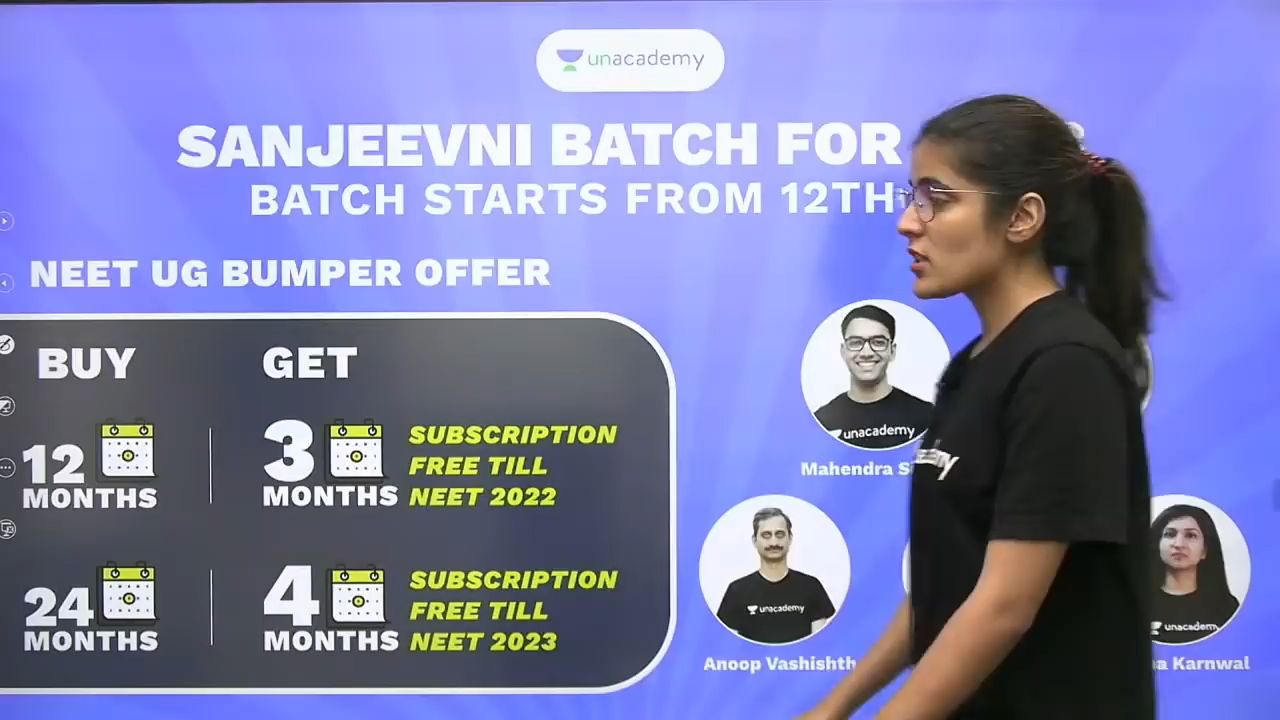 unacademy
SANJEEVNI BATCH FOR
BATCH STARTS FROM 12TH
NEET UG BUMPER OFFER
BUY GET
12 MONTHS 3 MONTHS
SUBSCRIPTION
FREE TILL
NEET 2022
24 MONTHS 4 MONTHS
SUBSCRIPTION
FREE TILL
NEET 2023
unacademy
Mahendra
unacademy
Anoop Vashishth
unacademy
Karnwal